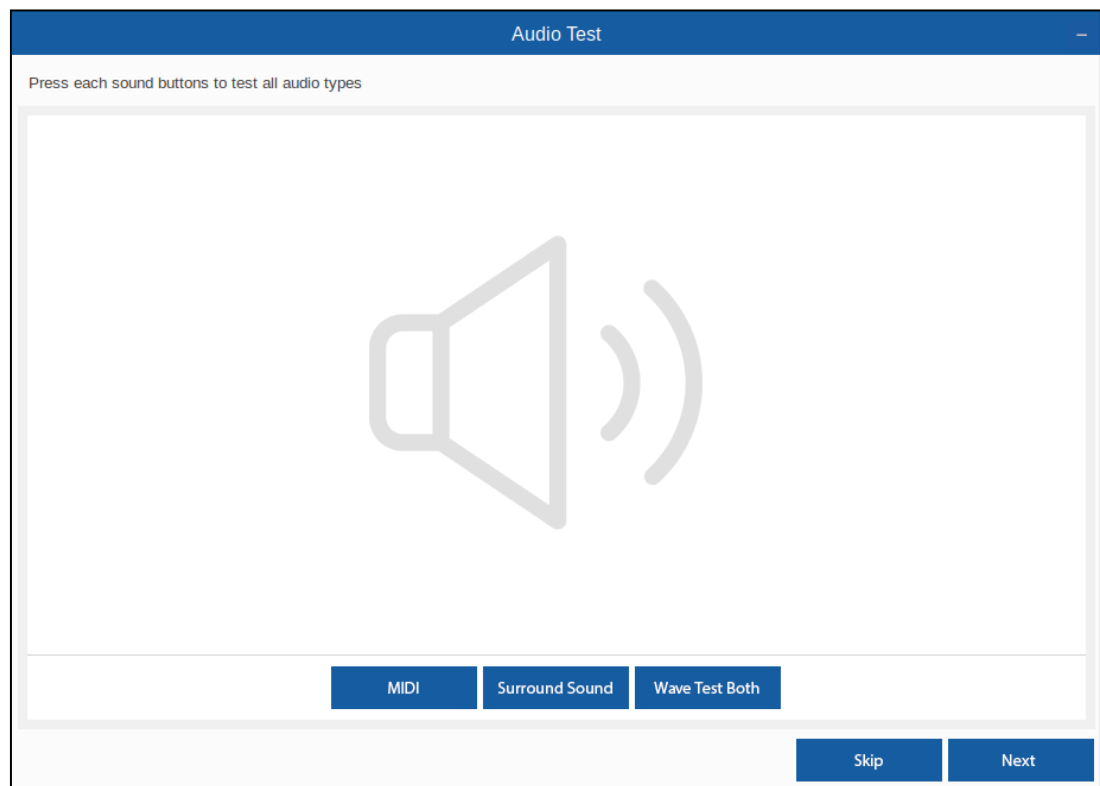 Audio Test
Press each sound buttons to test all audio types
MIDI Surround Sound Wave Test Both
Skip Next